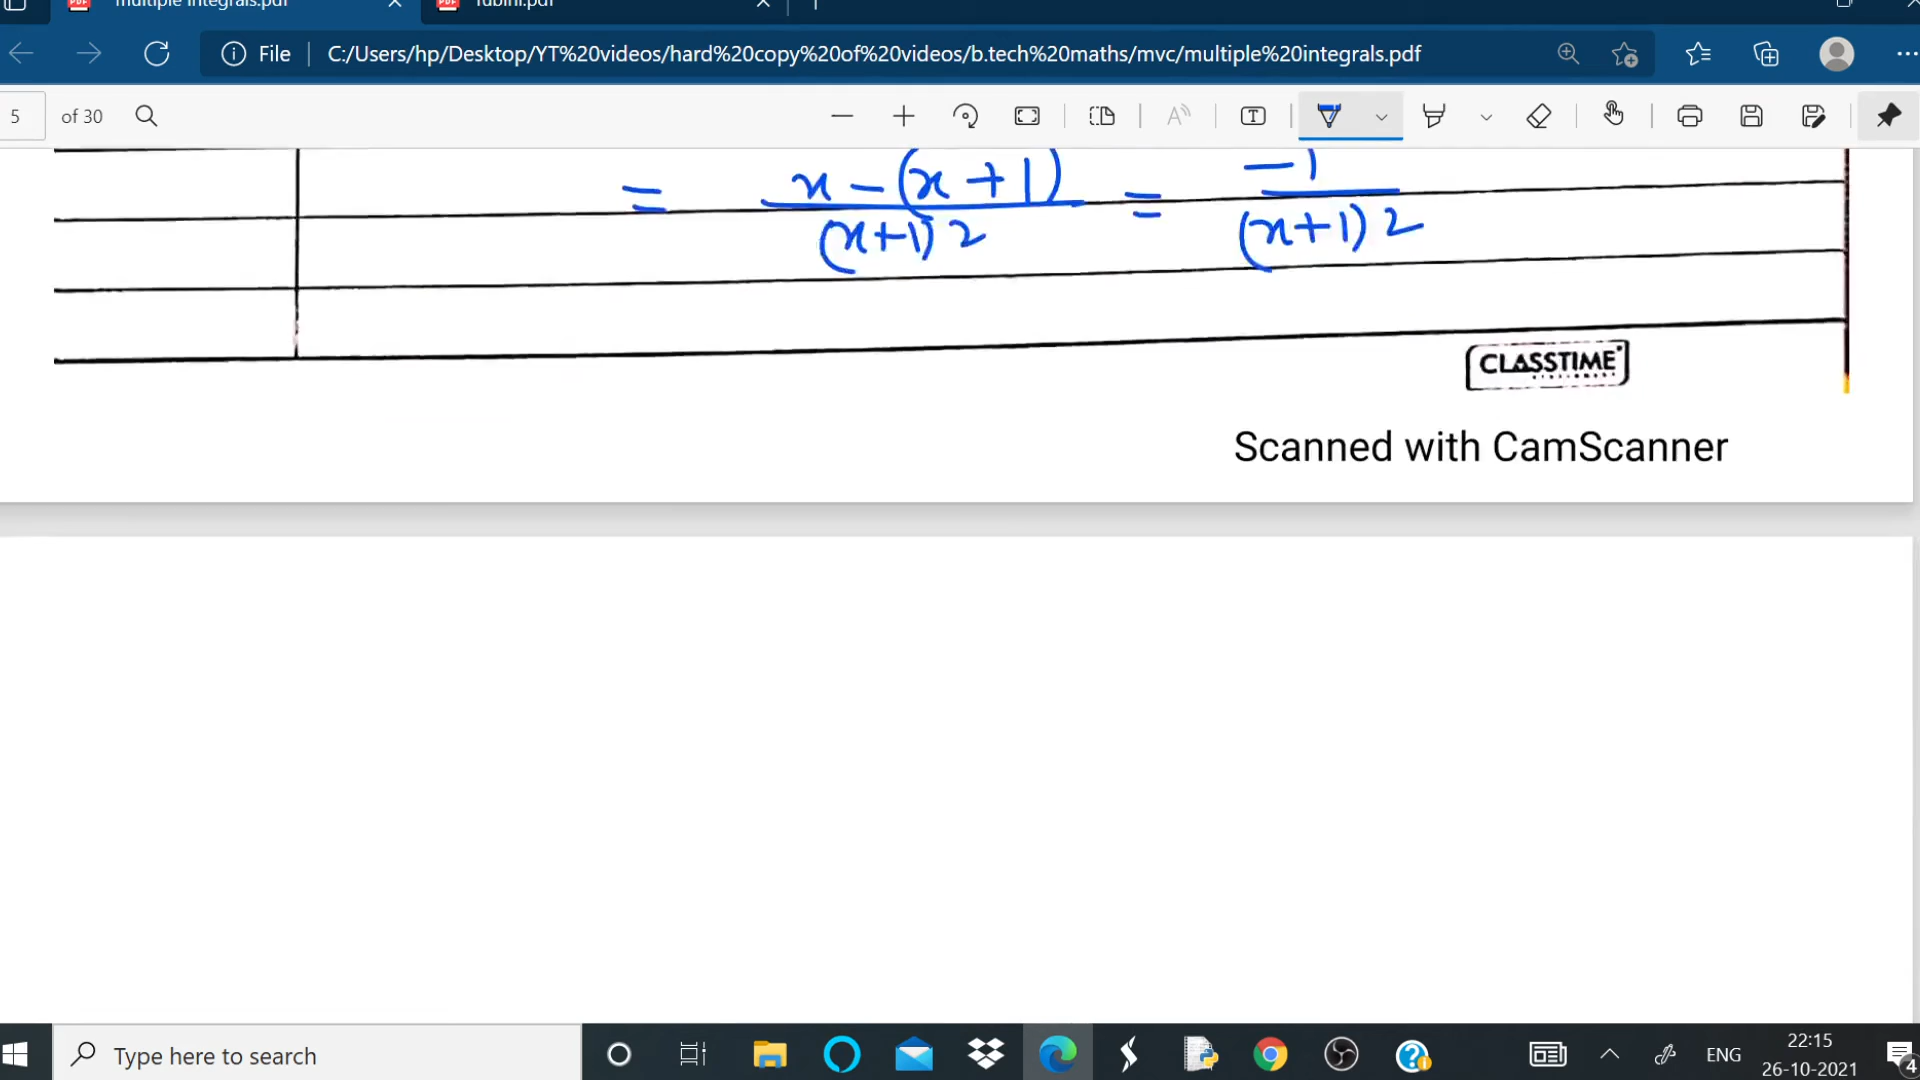 multiple integrals.pdf
fubini.pdf
File C:/Users/hp/Desktop/YT%20videos/hard%20copy%20of%20videos/b.tech%20maths/mvc/multiple%20integrals.pdf
5 of 30
= x-(x+1) / (x+1)2 = -1 / (x+1)2
CLASSTIME
Scanned with CamScanner
Type here to search
ENG
22:15
26-10-2021
4